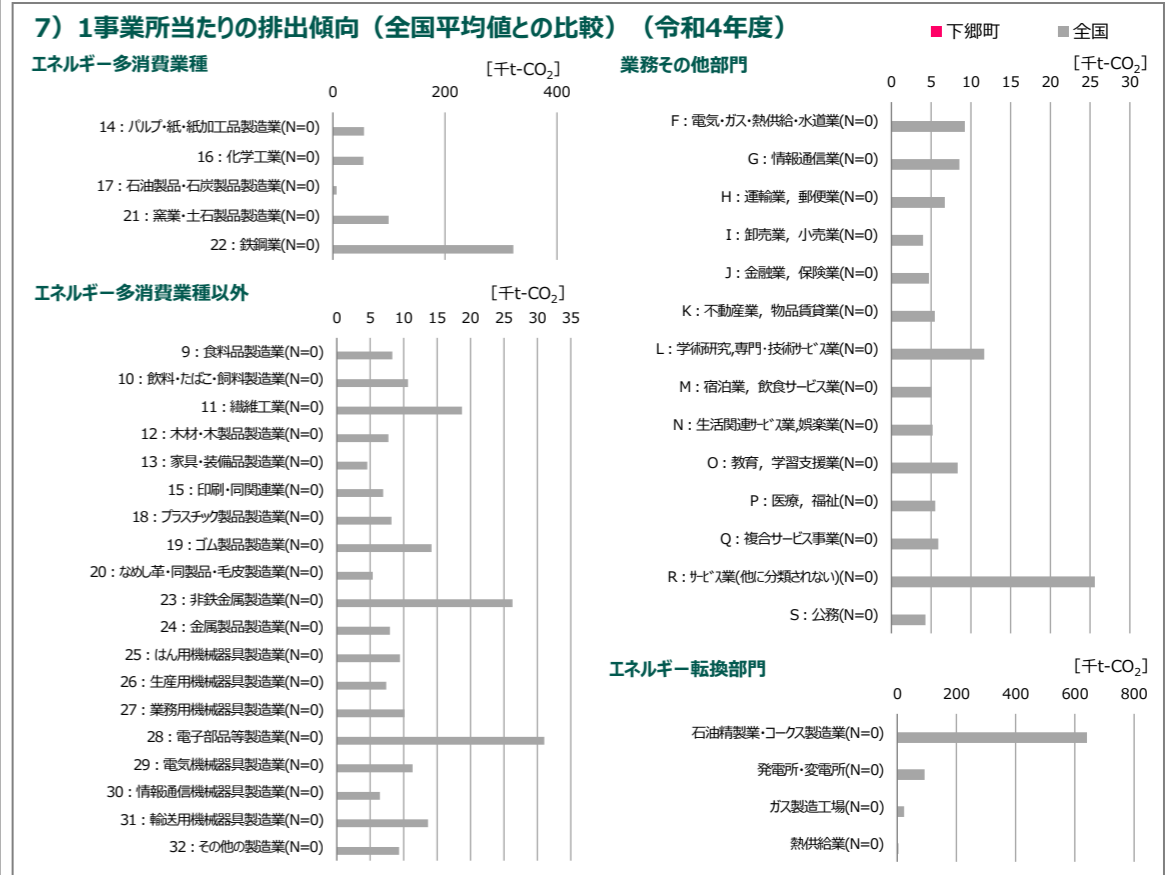 7）1事業所当たりの排出傾向（全国平均値との比較）（令和4年度）
■下郷町 ■全国
エネルギー多消費業種
[千t-CO₂]
0 200 400
14：パルプ・紙・紙加工品製造業(N=0)
16：化学工業(N=0)
17：石油製品・石炭製品製造業(N=0)
21：窯業・土石製品製造業(N=0)
22：鉄鋼業(N=0)
エネルギー多消費業種以外
[千t-CO₂]
0 5 10 15 20 25 30 35
9：食料品製造業(N=0)
10：飲料・たばこ・飼料製造業(N=0)
11：繊維工業(N=0)
12：木材・木製品製造業(N=0)
13：家具・装備品製造業(N=0)
15：印刷・同関連業(N=0)
18：プラスチック製品製造業(N=0)
19：ゴム製品製造業(N=0)
20：なめし革・同製品・毛皮製造業(N=0)
23：非鉄金属製造業(N=0)
24：金属製品製造業(N=0)
25：はん用機械器具製造業(N=0)
26：生産用機械器具製造業(N=0)
27：業務用機械器具製造業(N=0)
28：電子部品等製造業(N=0)
29：電気機械器具製造業(N=0)
30：情報通信機械器具製造業(N=0)
31：輸送用機械器具製造業(N=0)
32：その他の製造業(N=0)
業務その他部門
[千t-CO₂]
0 5 10 15 20 25 30
F：電気・ガス・熱供給・水道業(N=0)
G：情報通信業(N=0)
H：運輸業，郵便業(N=0)
I：卸売業，小売業(N=0)
J：金融業，保険業(N=0)
K：不動産業，物品賃貸業(N=0)
L：学術研究,専門・技術ｻｰﾋﾞｽ業(N=0)
M：宿泊業，飲食サービス業(N=0)
N：生活関連ｻｰﾋﾞｽ業,娯楽業(N=0)
O：教育，学習支援業(N=0)
P：医療，福祉(N=0)
Q：複合サービス事業(N=0)
R：ｻｰﾋﾞｽ業(他に分類されない)(N=0)
S：公務(N=0)
エネルギー転換部門
[千t-CO₂]
0 200 400 600 800
石油精製業・コークス製造業(N=0)
発電所・変電所(N=0)
ガス製造工場(N=0)
熱供給業(N=0)